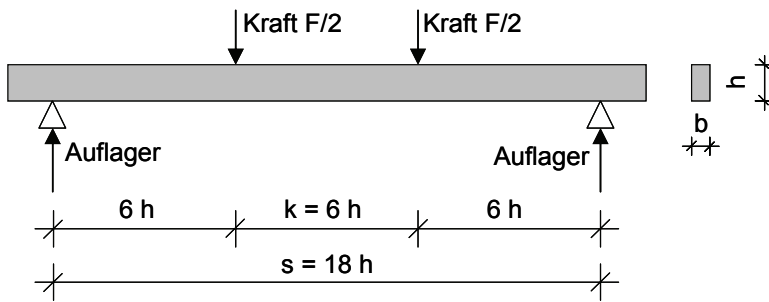 Kraft F/2
Kraft F/2
h
b
Auflager
Auflager
6 h
k = 6 h
6 h
s = 18 h